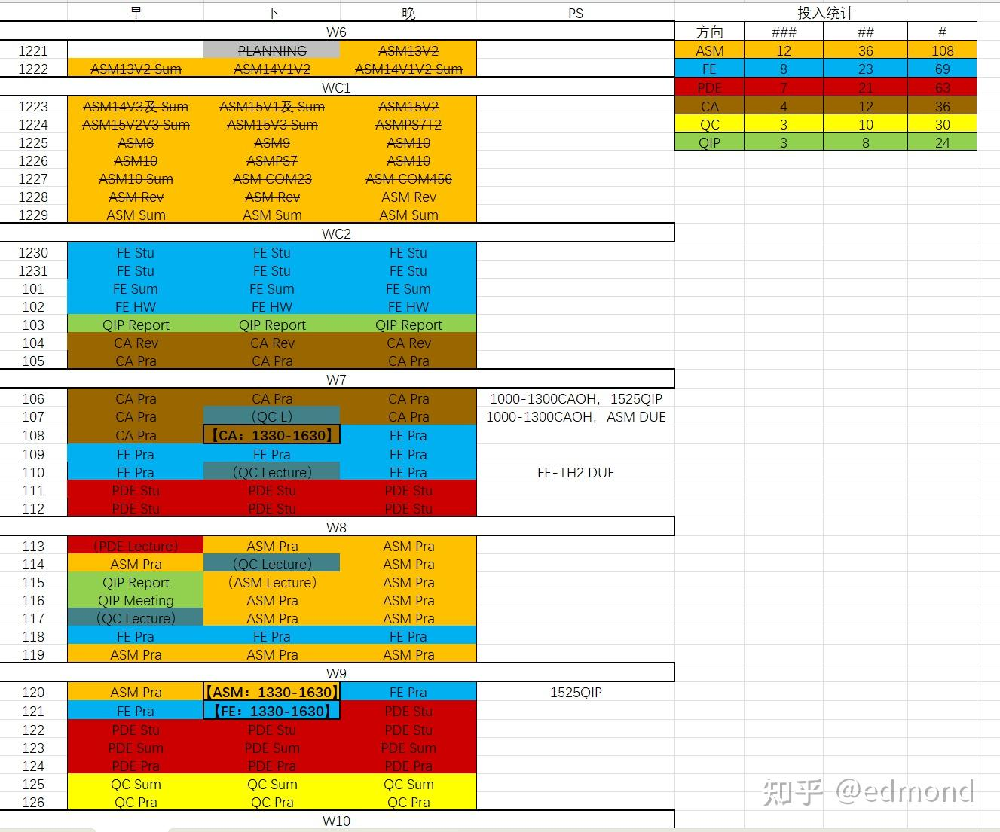 早 下 晚 PS 投入统计
W6 方向 ### ## #
1221 PLANNING ASM13V2 ASM 12 36 108
1222 ASM13V2 Sum ASM14V1V2 ASM14V1V2 Sum FE 8 23 69
WC1 PDE 7 21 63
1223 ASM14V3及 Sum ASM15V1及 Sum ASM15V2 CA 4 12 36
1224 ASM15V2V3 Sum ASM15V3 Sum ASMPS7T2 QC 3 10 30
1225 ASM8 ASM9 ASM10 QIP 3 8 24
1226 ASM10 ASMPS7 ASM10
1227 ASM10 Sum ASM COM23 ASM COM456
1228 ASM Rev ASM Rev ASM Rev
1229 ASM Sum ASM Sum ASM Sum
WC2
1230 FE Stu FE Stu FE Stu
1231 FE Stu FE Stu FE Stu
101 FE Sum FE Sum FE Sum
102 FE HW FE HW FE HW
103 QIP Report QIP Report QIP Report
104 CA Rev CA Rev CA Rev
105 CA Pra CA Pra CA Pra
W7
106 CA Pra CA Pra CA Pra 1000-1300CAOH，1525QIP
107 CA Pra （QC L） CA Pra 1000-1300CAOH，ASM DUE
108 CA Pra 【CA：1330-1630】 FE Pra
109 FE Pra FE Pra FE Pra
110 FE Pra （QC Lecture） FE Pra FE-TH2 DUE
111 PDE Stu PDE Stu PDE Stu
112 PDE Stu PDE Stu PDE Stu
W8
113 （PDE Lecture） ASM Pra ASM Pra
114 ASM Pra （QC Lecture） ASM Pra
115 QIP Report （ASM Lecture） ASM Pra
116 QIP Meeting ASM Pra ASM Pra
117 （QC Lecture） ASM Pra ASM Pra
118 FE Pra FE Pra FE Pra
119 ASM Pra ASM Pra ASM Pra
W9
120 ASM Pra 【ASM：1330-1630】 FE Pra 1525QIP
121 FE Pra 【FE：1330-1630】 PDE Stu
122 PDE Stu PDE Stu PDE Stu
123 PDE Sum PDE Sum PDE Sum
124 PDE Pra PDE Pra PDE Pra
125 QC Sum QC Sum QC Sum
126 QC Pra QC Pra QC Pra
W10
知乎 @edmond